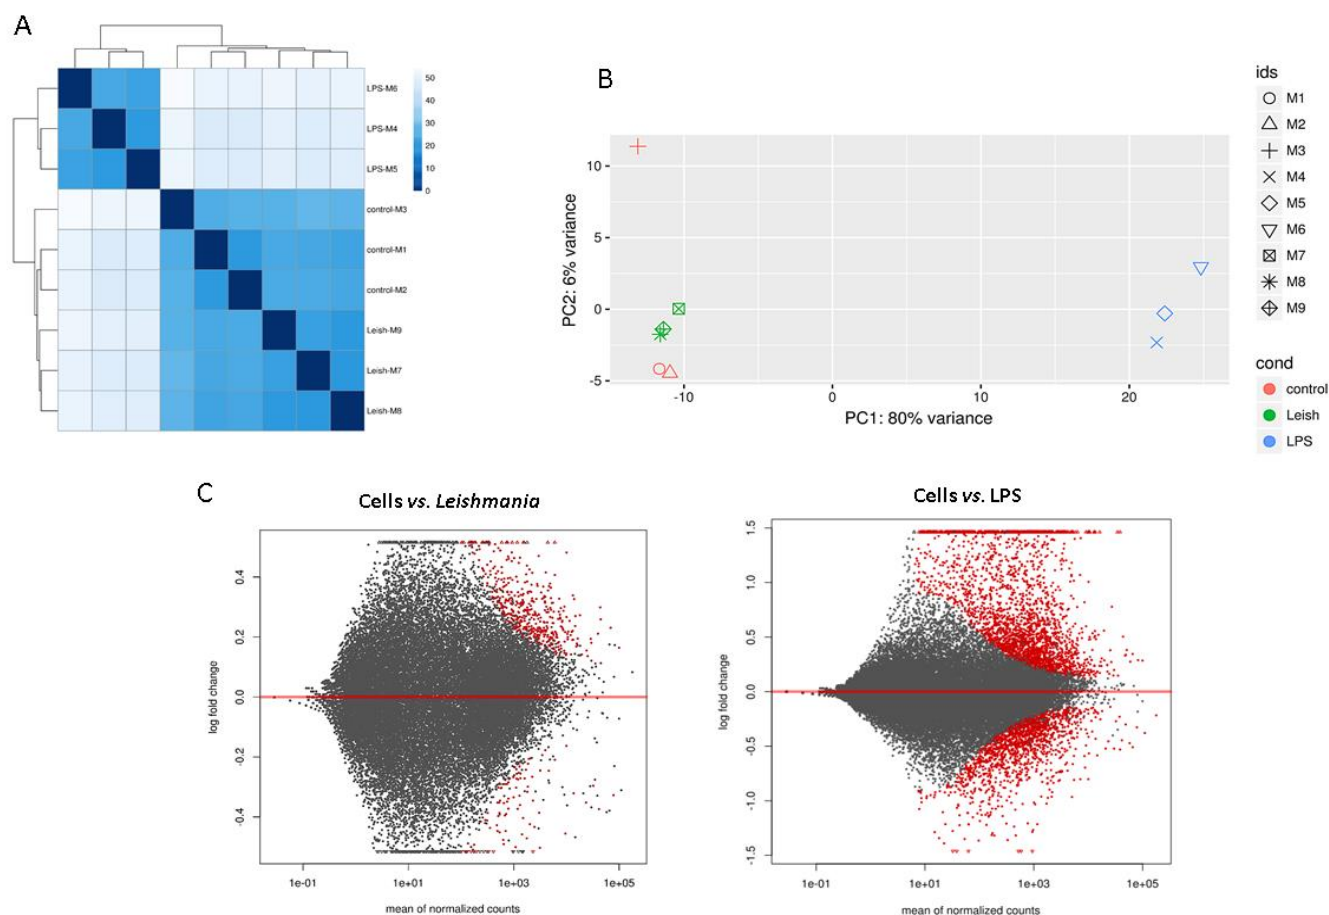 A
50
40
30
20
10
0
LPS-M6
LPS-M4
LPS-M5
control-M3
control-M1
control-M2
Leish-M9
Leish-M7
Leish-M8
B
10
5
0
-5
PC2: 6% variance
-10
0
10
20
PC1: 80% variance
ids
M1
M2
M3
M4
M5
M6
M7
M8
M9
cond
control
Leish
LPS
C
Cells vs. Leishmania
0.4
0.2
0.0
-0.2
-0.4
log fold change
1e-01
1e+01
1e+03
1e+05
mean of normalized counts
Cells vs. LPS
1.5
1.0
0.5
0.0
-0.5
-1.0
-1.5
log fold change
1e-01
1e+01
1e+03
1e+05
mean of normalized counts